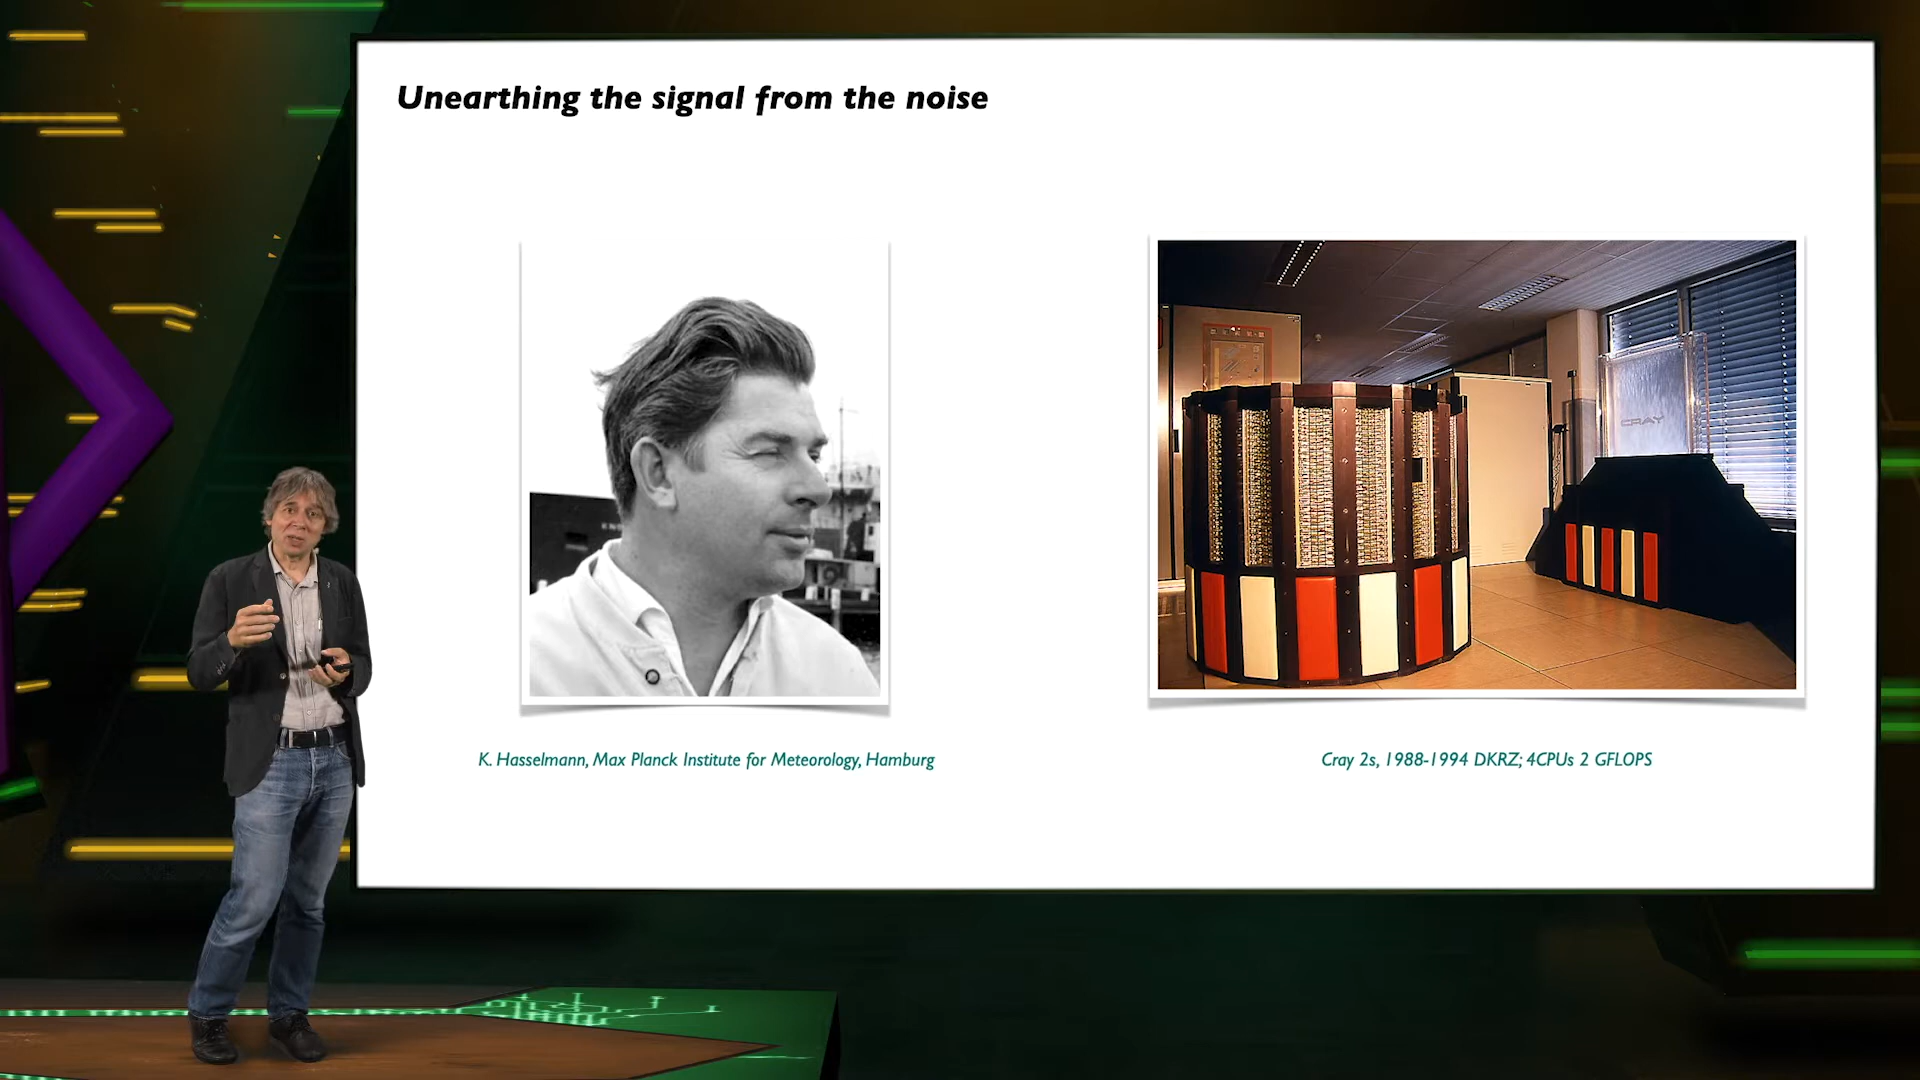 Unearthing the signal from the noise
CRAY
K. Hasselmann, Max Planck Institute for Meteorology, Hamburg
Cray 2s, 1988-1994 DKRZ; 4CPUs 2 GFLOPS